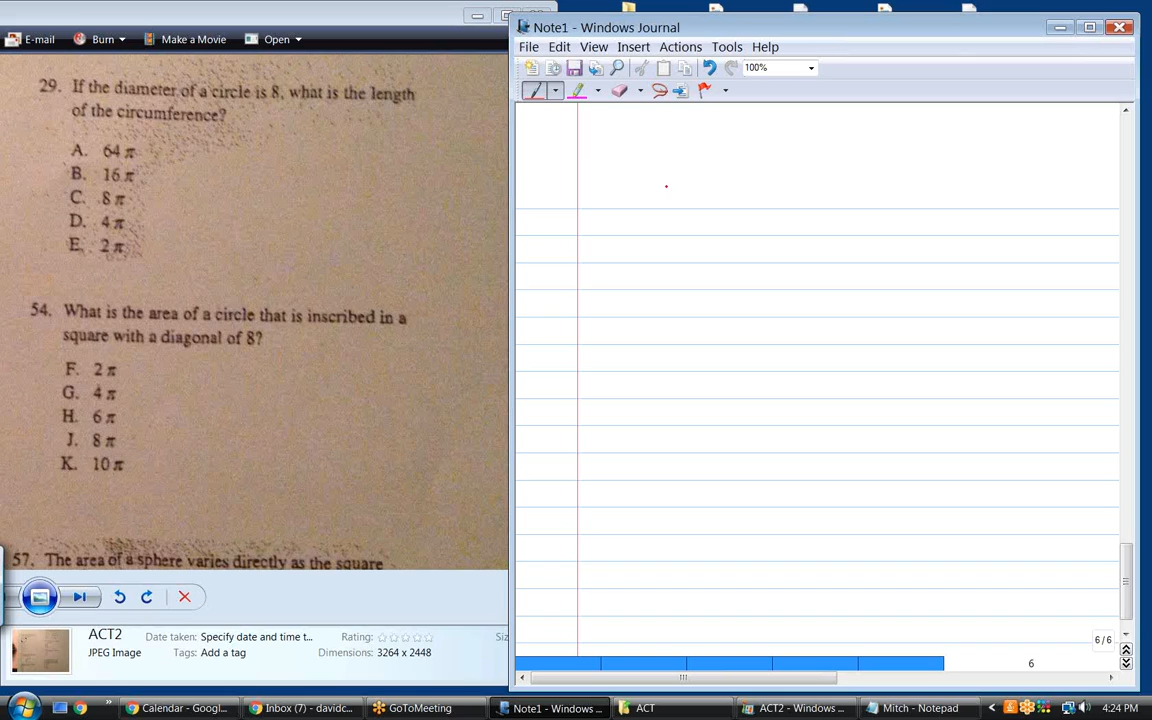 E-mail
Burn
Make a Movie
Open
29. If the diameter of a circle is 8, what is the length
of the circumference?
A. 64 π
B. 16 π
C. 8 π
D. 4 π
E. 2 π
54. What is the area of a circle that is inscribed in a
square with a diagonal of 8?
F. 2 π
G. 4 π
H. 6 π
J. 8 π
K. 10 π
57. The area of a sphere varies directly as the square
ACT2
Date taken: Specify date and time t...
Rating:
JPEG Image
Tags: Add a tag
Dimensions: 3264 x 2448
Note1 - Windows Journal
File Edit View Insert Actions Tools Help
100%
6/6
6
Calendar - Googl...
Inbox (7) - davidc...
GoToMeeting
Note1 - Windows ...
ACT
ACT2 - Windows ...
Mitch - Notepad
4:24 PM